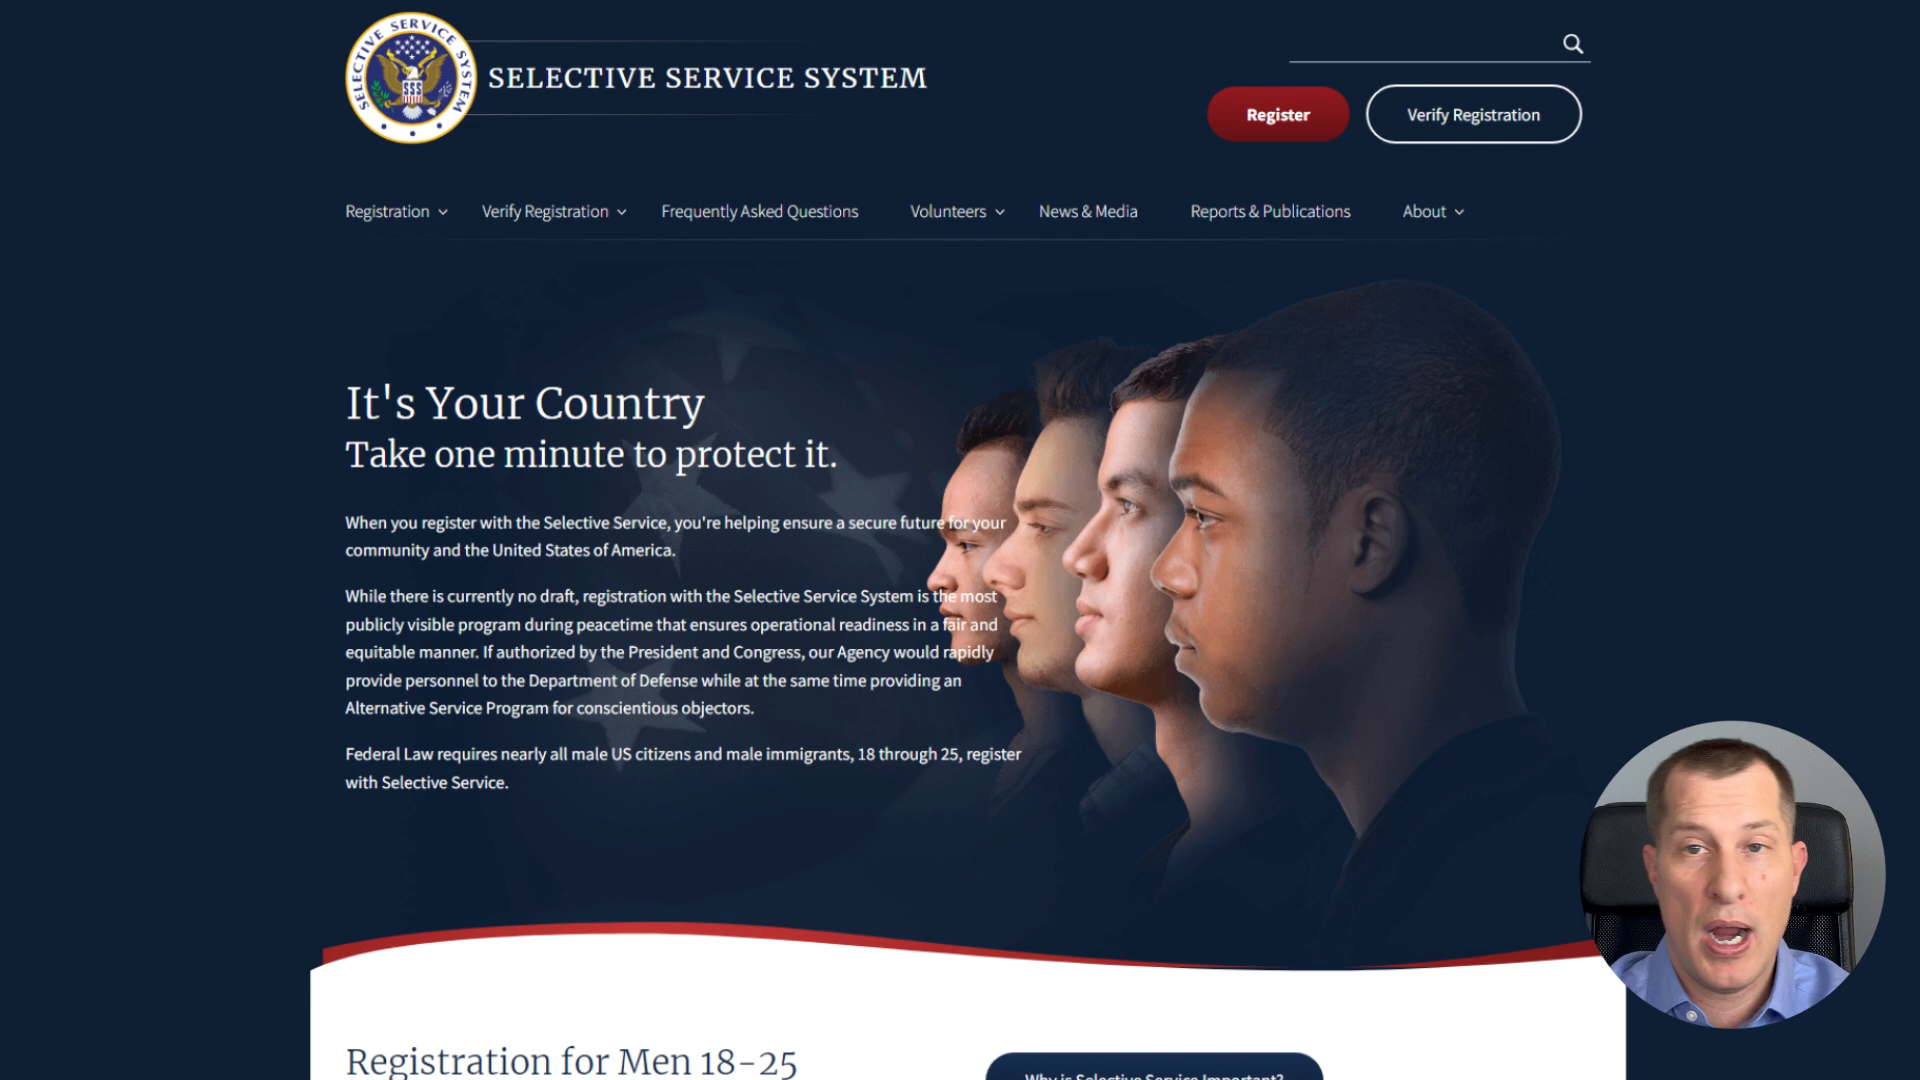 SELECTIVE SERVICE SYSTEM
SSS
SELECTIVE SERVICE SYSTEM
Register
Verify Registration
Registration
Verify Registration
Frequently Asked Questions
Volunteers
News & Media
Reports & Publications
About
It's Your Country
Take one minute to protect it.
When you register with the Selective Service, you're helping ensure a secure future for your
community and the United States of America.
While there is currently no draft, registration with the Selective Service System is the most
publicly visible program during peacetime that ensures operational readiness in a fair and
equitable manner. If authorized by the President and Congress, our Agency would rapidly
provide personnel to the Department of Defense while at the same time providing an
Alternative Service Program for conscientious objectors.
Federal Law requires nearly all male US citizens and male immigrants, 18 through 25, register
with Selective Service.
Registration for Men 18-25
Why is Selective Service Important?